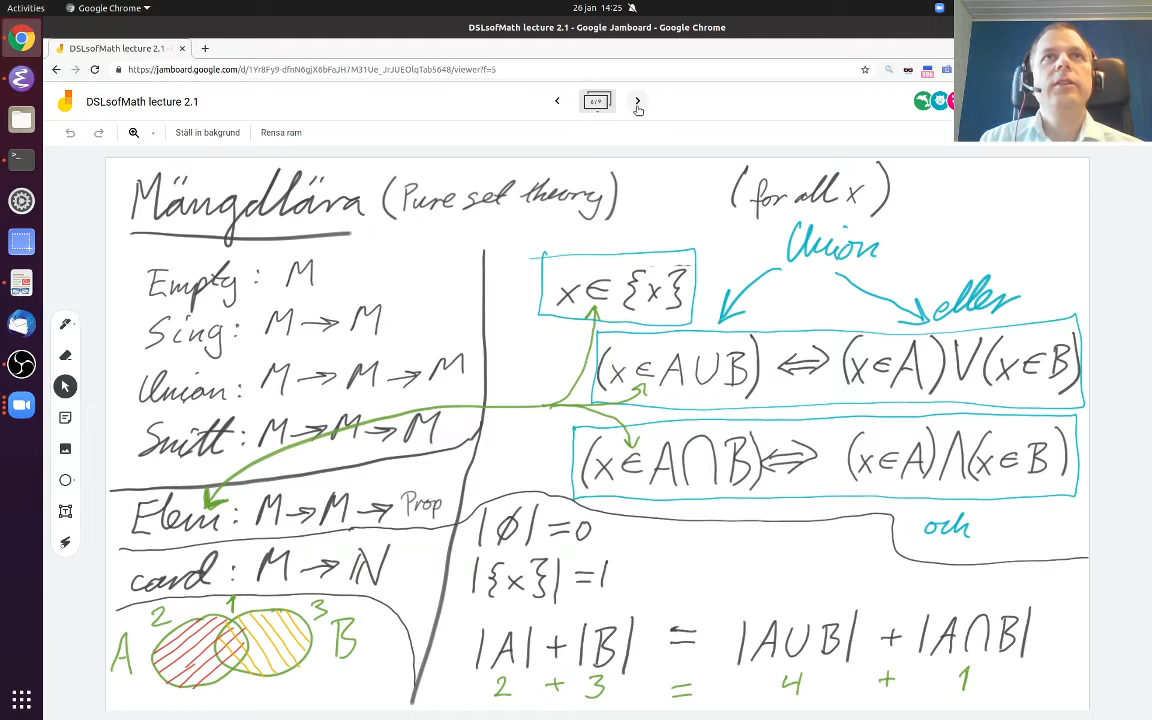 Activities Google Chrome 26 jan 14:25
DSLsofMath lecture 2.1 - Google Jamboard - Google Chrome
DSLsofMath lecture 2.1 -
DSLsofMath lecture 2.1
6/9
Ställ in bakgrund Rensa ram
Mängdlära (Pure set theory) (for all x)
Empty : M
Sing : M → M
Union : M → M → M
Snitt : M → M → M
Elem : M → M → Prop
card : M → ℕ
A 2 1 3 B
Union
x ∈ {x}
eller
(x ∈ A ∪ B) ⇔ (x ∈ A) ∨ (x ∈ B)
(x ∈ A ∩ B) ⇔ (x ∈ A) ∧ (x ∈ B)
och
|∅| = 0
|{x}| = 1
|A| + |B| = |A ∪ B| + |A ∩ B|
2 + 3 = 4 + 1